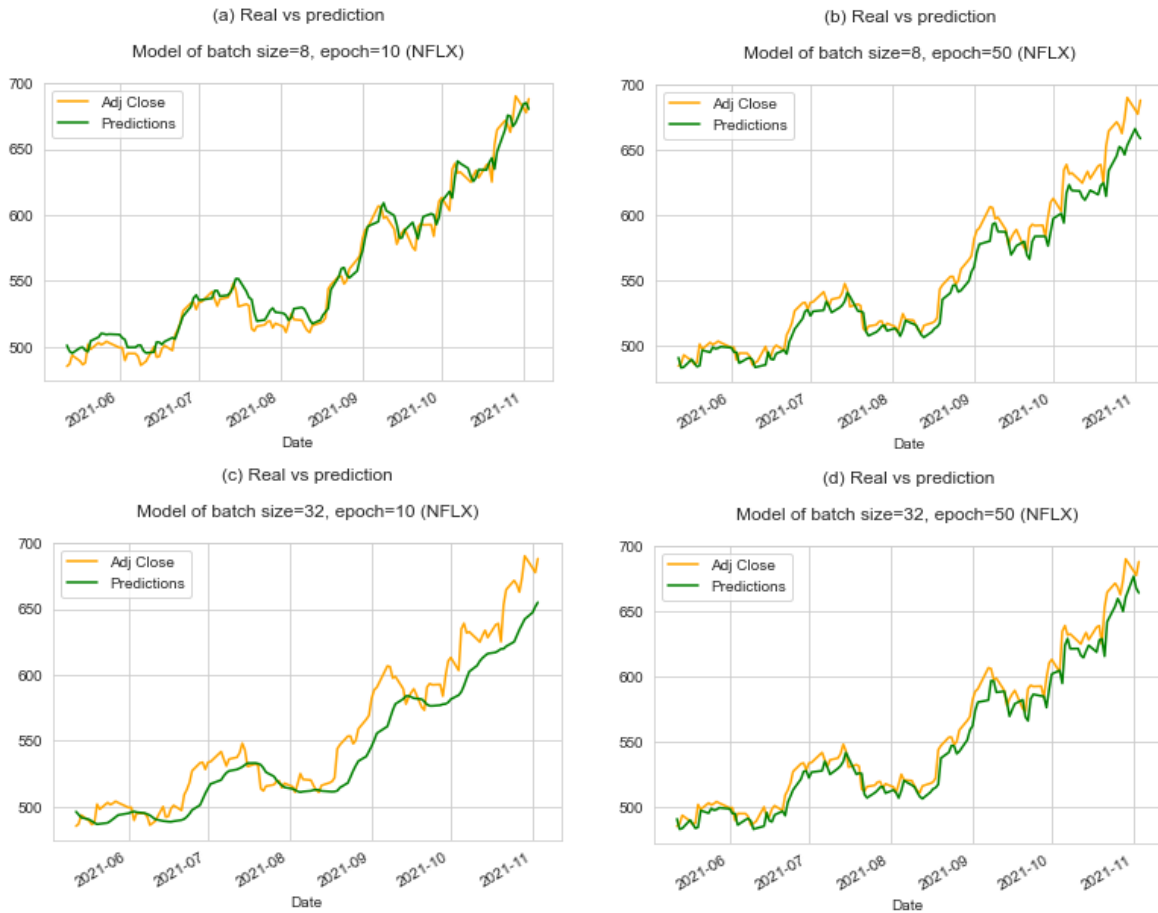 (a) Real vs prediction
Model of batch size=8, epoch=10 (NFLX)
700
650
600
550
500
Adj Close
Predictions
2021-06
2021-07
2021-08
2021-09
2021-10
2021-11
Date
(b) Real vs prediction
Model of batch size=8, epoch=50 (NFLX)
700
650
600
550
500
Adj Close
Predictions
2021-06
2021-07
2021-08
2021-09
2021-10
2021-11
Date
(c) Real vs prediction
Model of batch size=32, epoch=10 (NFLX)
700
650
600
550
500
Adj Close
Predictions
2021-06
2021-07
2021-08
2021-09
2021-10
2021-11
Date
(d) Real vs prediction
Model of batch size=32, epoch=50 (NFLX)
700
650
600
550
500
Adj Close
Predictions
2021-06
2021-07
2021-08
2021-09
2021-10
2021-11
Date